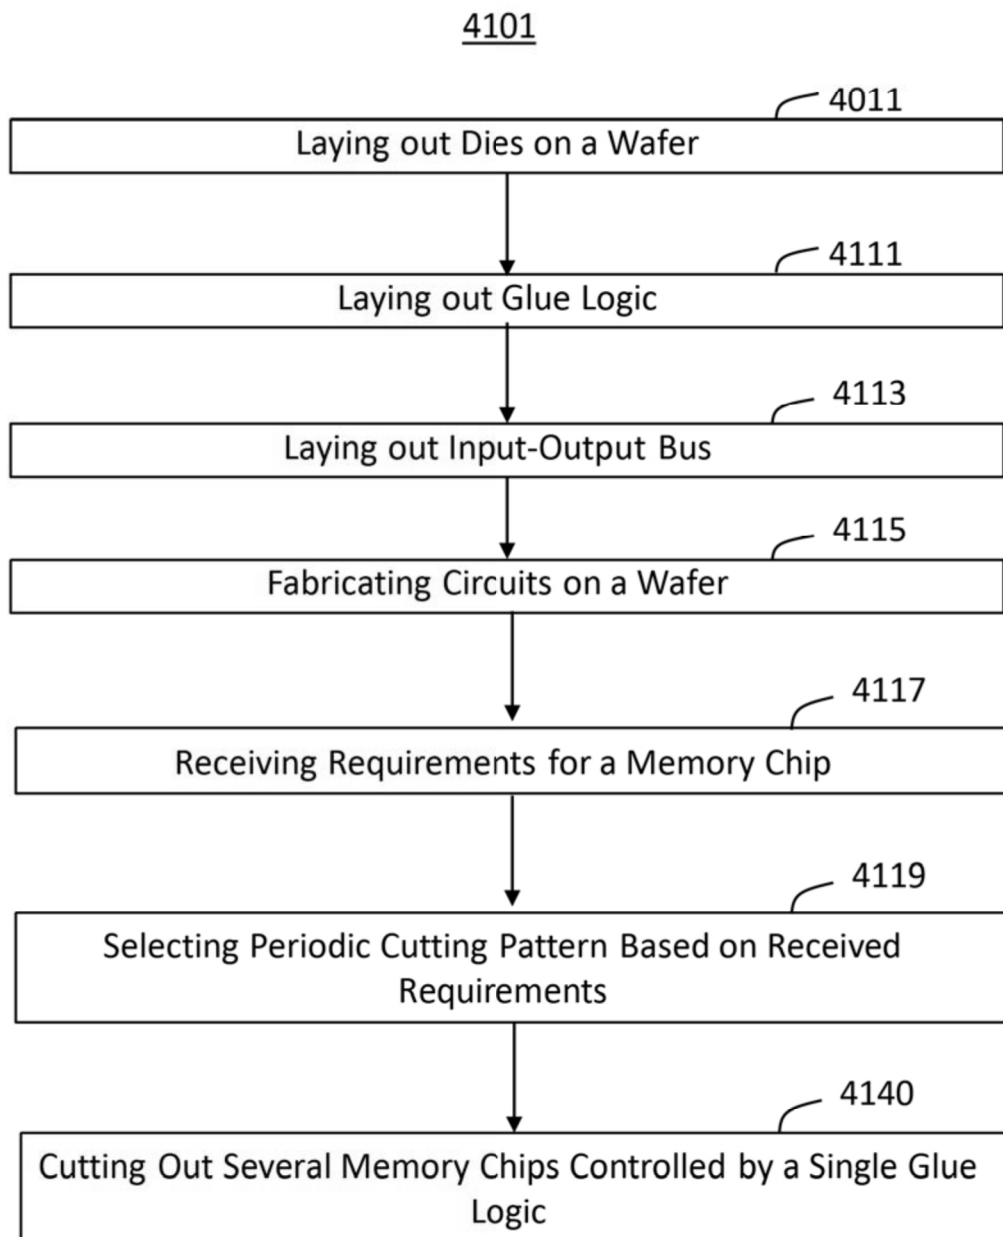 4101
4011
Laying out Dies on a Wafer
4111
Laying out Glue Logic
4113
Laying out Input-Output Bus
4115
Fabricating Circuits on a Wafer
4117
Receiving Requirements for a Memory Chip
4119
Selecting Periodic Cutting Pattern Based on Received
Requirements
4140
Cutting Out Several Memory Chips Controlled by a Single Glue
Logic